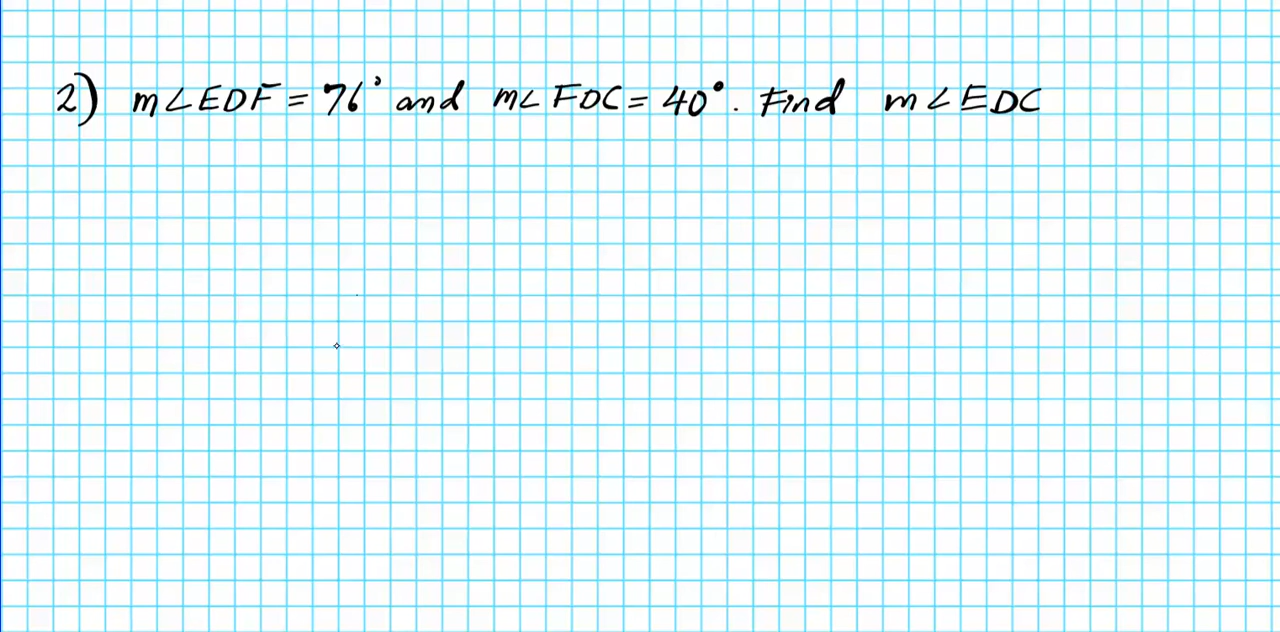 2) m∠EDF = 76° and m∠FDC = 40°. Find m∠EDC